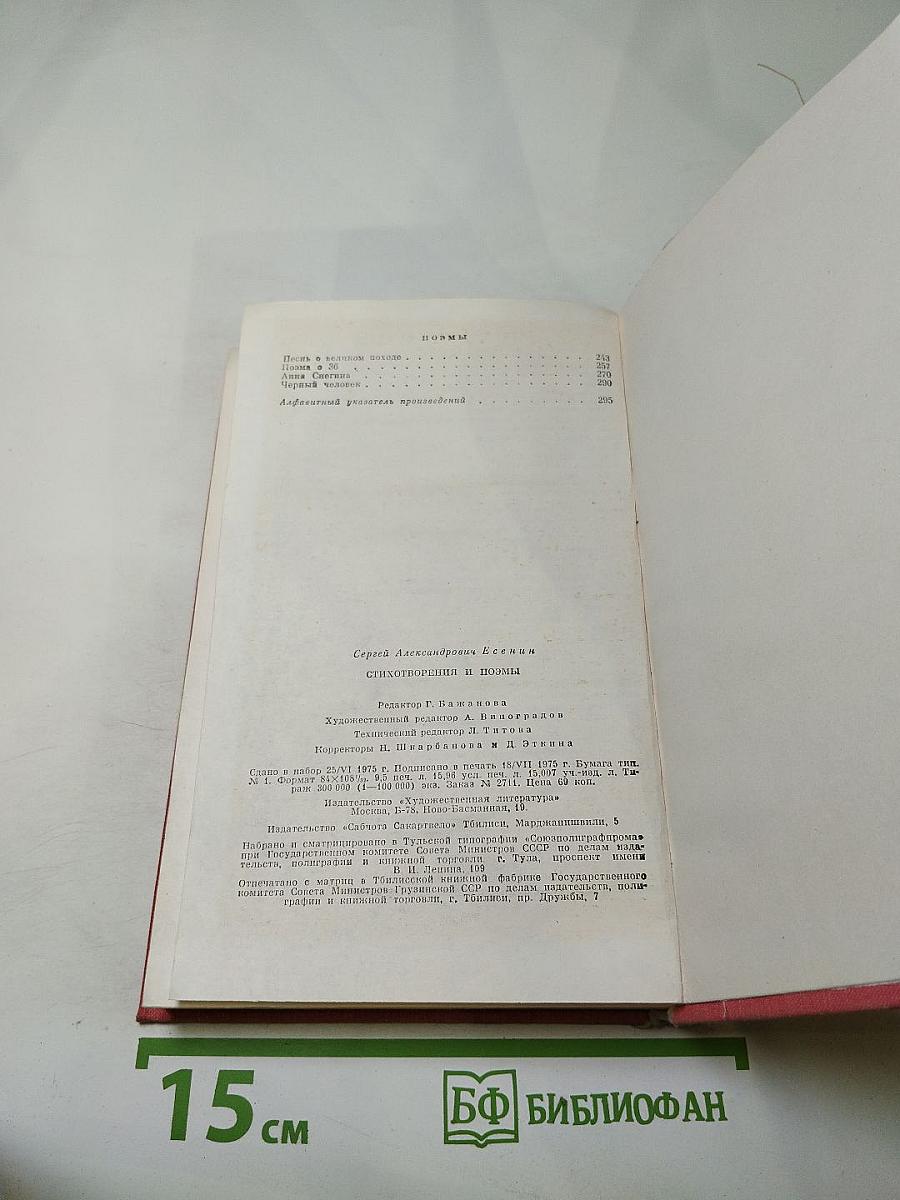 ПОЭМЫ
Песнь о великом походе . . . . . . . . . . . . . . . . 243
Поэма о 36 . . . . . . . . . . . . . . . . . . . . 257
Анна Снегина . . . . . . . . . . . . . . . . . . . 270
Черный человек . . . . . . . . . . . . . . . . . . 290
Алфавитный указатель произведений . . . . . . . . . 295
Сергей Александрович Есенин
СТИХОТВОРЕНИЯ И ПОЭМЫ
Редактор Г. Бажанова
Художественный редактор А. Виноградов
Технический редактор Л. Титова
Корректоры Н. Шкарбанова и Д. Эткина
Сдано в набор 25/VI 1975 г. Подписано в печать 18/VII 1975 г. Бумага тип.
№ 1. Формат 84×108¹/₃₂. 9,5 печ. л. 15,96 усл. печ. л. 15,007 уч.-изд. л. Ти-
раж 300 000 (1—100 000) экз. Заказ № 2711. Цена 69 коп.
Издательство «Художественная литература»
Москва, Б-78, Ново-Басманная, 19.
Издательство «Сабчота Сакартвело» Тбилиси, Марджанишвили, 5
Набрано и сматрицировано в Тульской типографии «Союзполиграфпрома»
при Государственном комитете Совета Министров СССР по делам изда-
тельств, полиграфии и книжной торговли. г. Тула, проспект имени
В. И. Ленина, 109
Отпечатано с матриц в Тбилисской книжной фабрике Государственного
комитета Совета Министров Грузинской ССР по делам издательств, поли-
графии и книжной торговли, г. Тбилиси, пр. Дружбы, 7
15 см
БФ БИБЛИОФАН